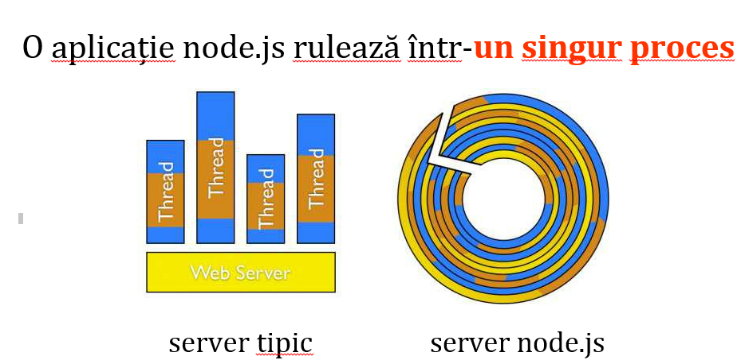 O aplicație node.js rulează într-un singur proces
Thread
Thread
Thread
Thread
Web Server
server tipic
server node.js